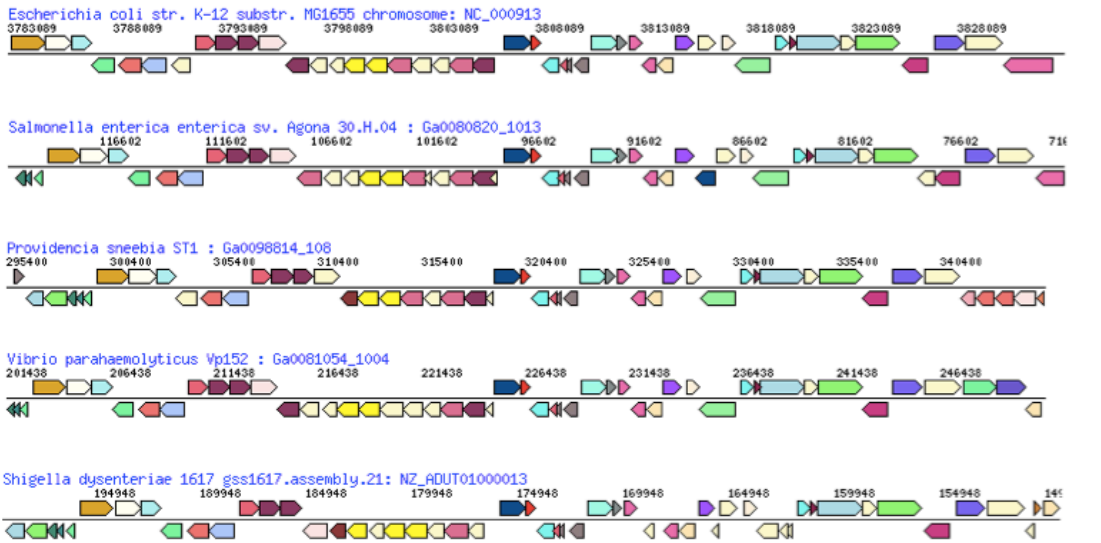 Escherichia coli str. K-12 substr. MG1655 chromosome: NC_000913
3783089 3788089 3793089 3798089 3803089 3808089 3813089 3818089 3823089 3828089
Salmonella enterica enterica sv. Agona 30.H.04 : Ga0080820_1013
116602 111602 106602 101602 96602 91602 86602 81602 76602 716
Providencia sneebia ST1 : Ga0098814_108
295400 300400 305400 310400 315400 320400 325400 330400 335400 340400
Vibrio parahaemolyticus Vp152 : Ga0081054_1004
201438 206438 211438 216438 221438 226438 231438 236438 241438 246438
Shigella dysenteriae 1617 gss1617.assembly.21: NZ_ADUT01000013
194948 189948 184948 179948 174948 169948 164948 159948 154948 149